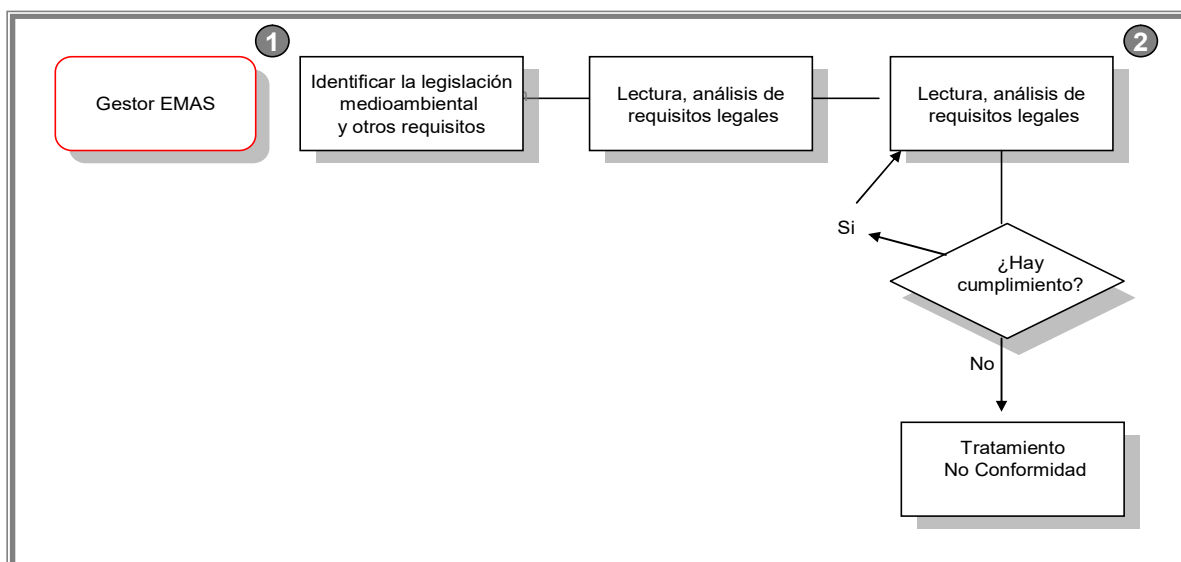 1
2
Gestor EMAS
Identificar la legislación
medioambiental
y otros requisitos
Lectura, análisis de
requisitos legales
Lectura, análisis de
requisitos legales
Si
¿Hay
cumplimiento?
No
Tratamiento
No Conformidad